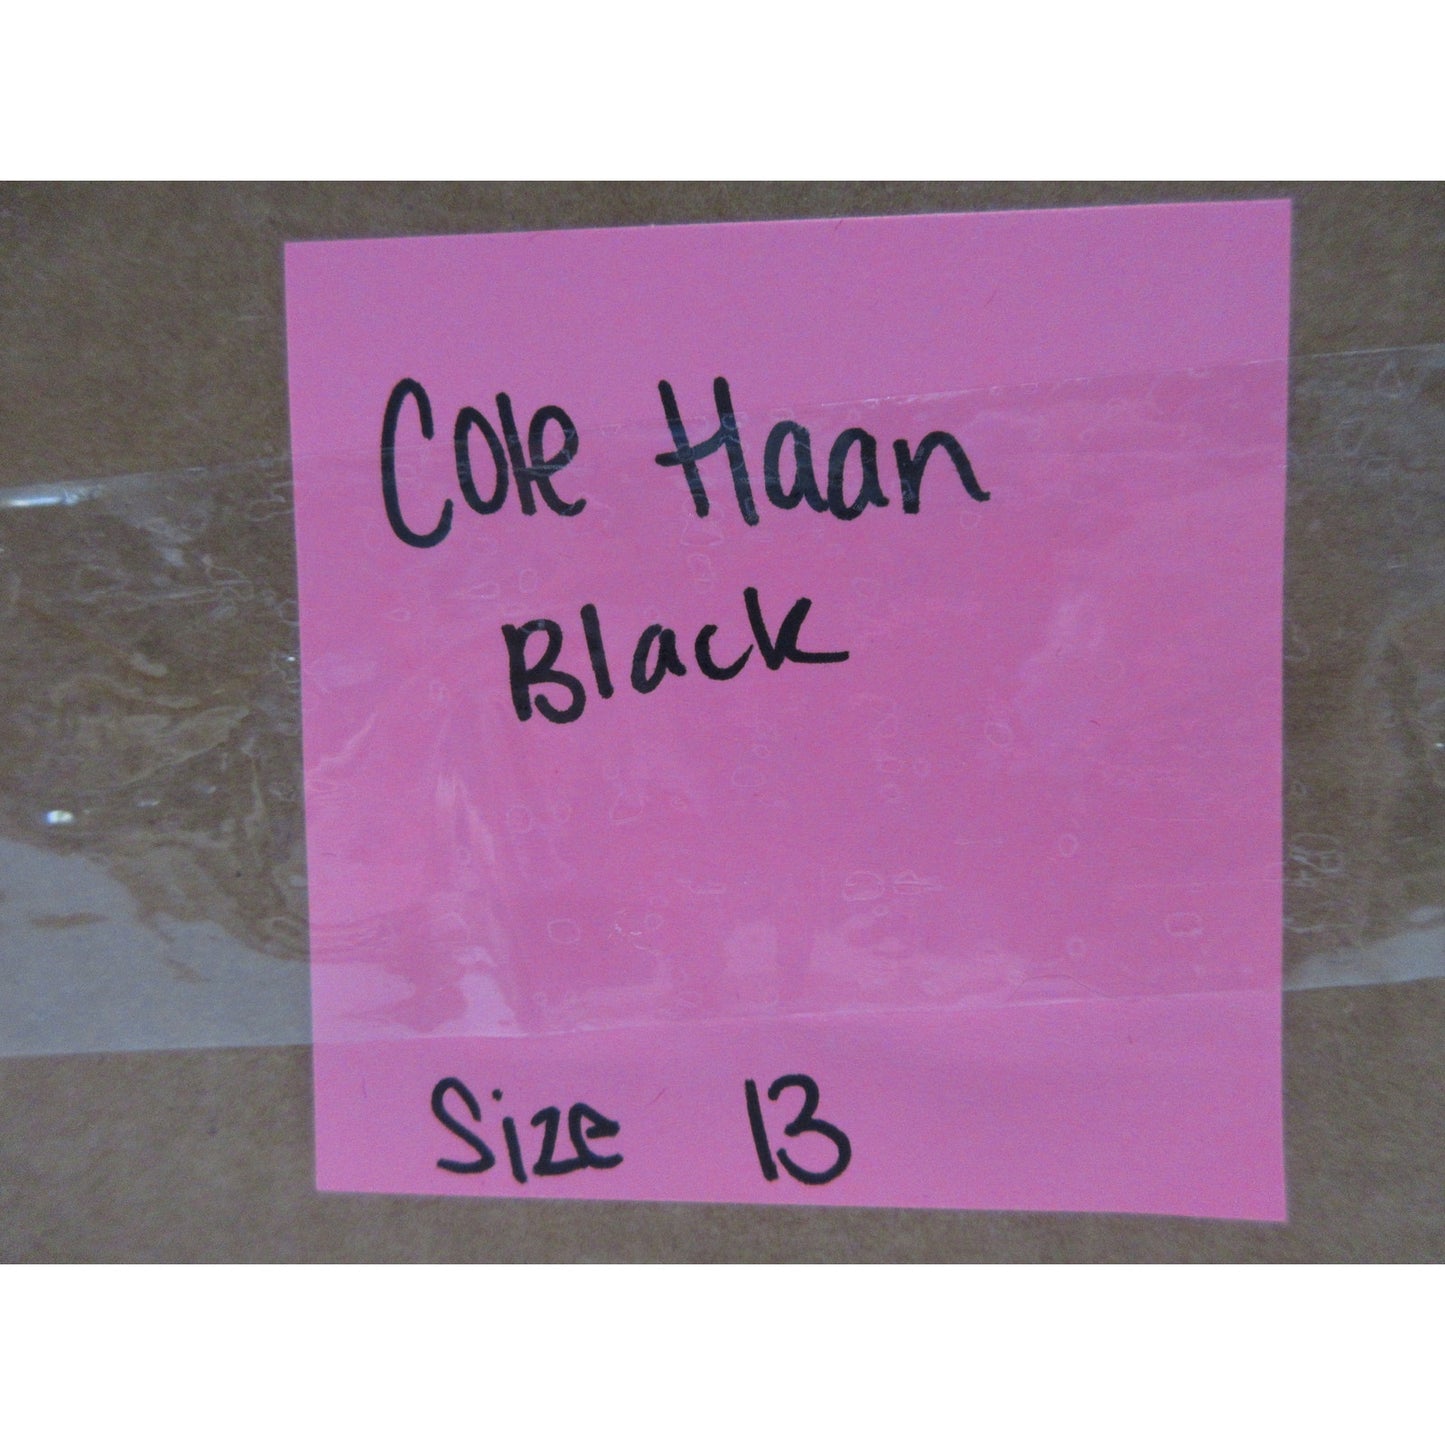 Cole Haan
Black
Size 13